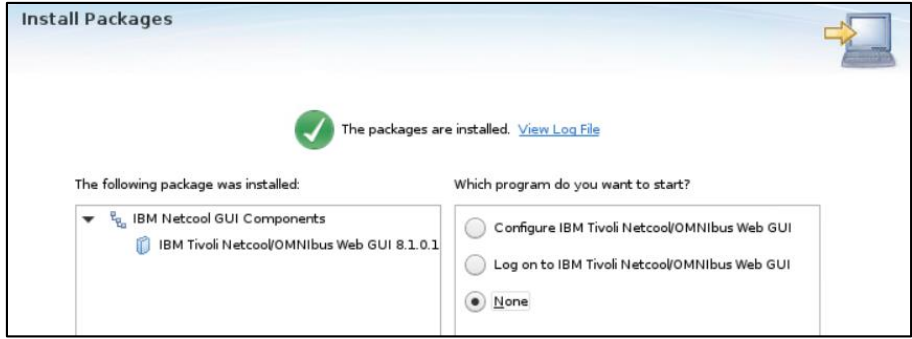 Install Packages
The packages are installed. View Log File
The following package was installed:
Which program do you want to start?
IBM Netcool GUI Components
IBM Tivoli Netcool/OMNIbus Web GUI 8.1.0.1
Configure IBM Tivoli Netcool/OMNIbus Web GUI
Log on to IBM Tivoli Netcool/OMNIbus Web GUI
None